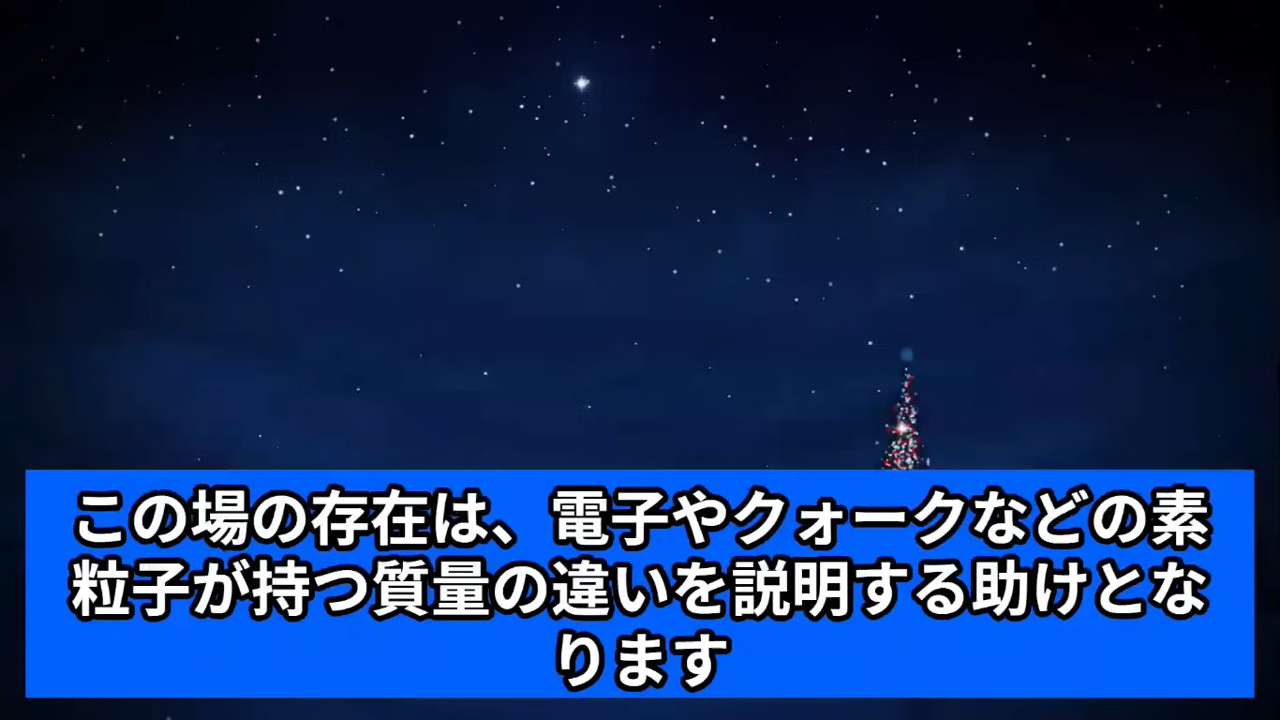 この場の存在は、電子やクォークなどの素
粒子が持つ質量の違いを説明する助けとな
ります